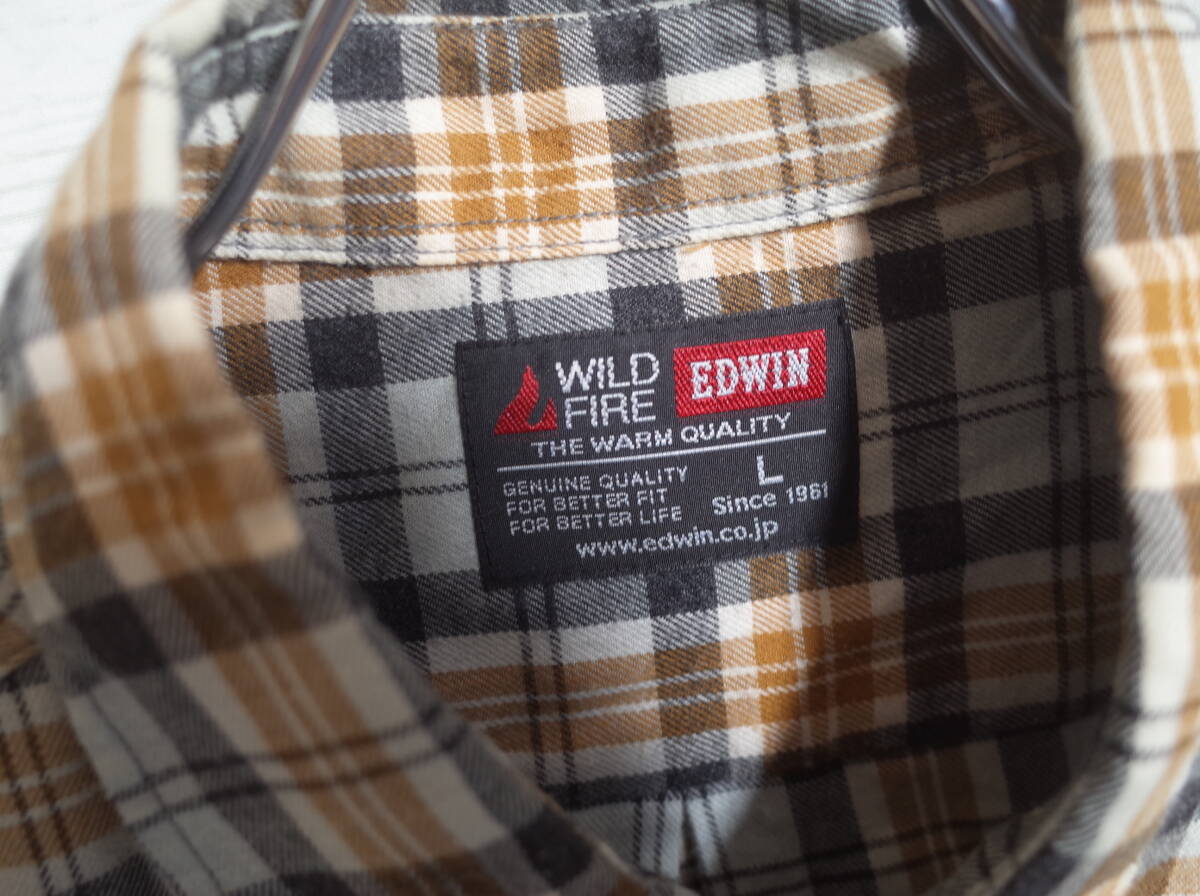 WILD
FIRE
EDWIN
THE WARM QUALITY
GENUINE QUALITY
FOR BETTER FIT
FOR BETTER LIFE
L
Since 1961
www.edwin.co.jp